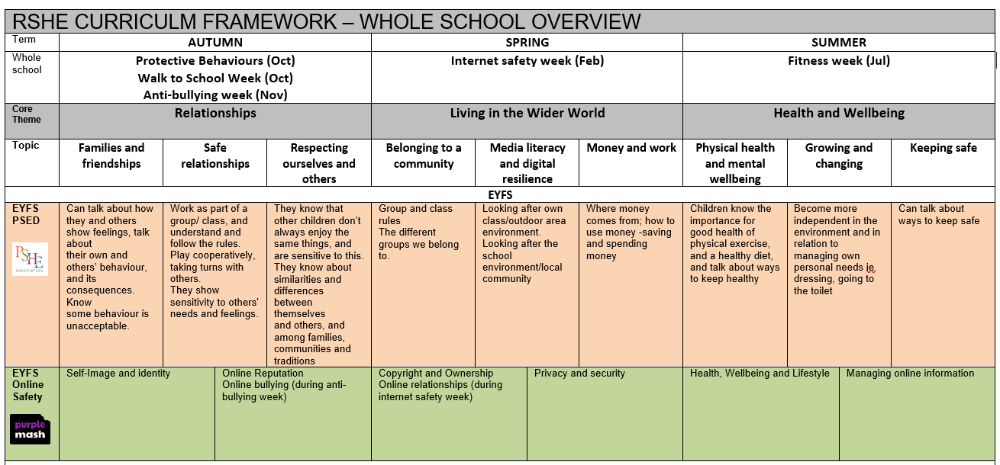 RSHE CURRICULM FRAMEWORK – WHOLE SCHOOL OVERVIEW
Term
AUTUMN
SPRING
SUMMER
Whole
school
Protective Behaviours (Oct)
Walk to School Week (Oct)
Anti-bullying week (Nov)
Internet safety week (Feb)
Fitness week (Jul)
Core
Theme
Relationships
Living in the Wider World
Health and Wellbeing
Topic
Families and
friendships
Safe
relationships
Respecting
ourselves and
others
Belonging to a
community
Media literacy
and digital
resilience
Money and work
Physical health
and mental
wellbeing
Growing and
changing
Keeping safe
EYFS
EYFS
PSED
PSHE
ASSOCIATION
Can talk about how
they and others
show feelings, talk
about
their own and
others' behaviour,
and its
consequences.
Know
some behaviour is
unacceptable.
Work as part of a
group/ class, and
understand and
follow the rules.
Play cooperatively,
taking turns with
others.
They show
sensitivity to others'
needs and feelings.
They know that
other children don't
always enjoy the
same things, and
are sensitive to this.
They know about
similarities and
differences
between
themselves
and others, and
among families,
communities and
traditions
Group and class
rules
The different
groups we belong
to.
Looking after own
class/outdoor area
environment.
Looking after the
school
environment/local
community
Where money
comes from; how to
use money -saving
and spending
money
Children know the
importance for
good health of
physical exercise,
and a healthy diet,
and talk about ways
to keep healthy
Become more
independent in the
environment and in
relation to
managing own
personal needs ie,
dressing, going to
the toilet
Can talk about
ways to keep safe
EYFS
Online
Safety
purple
mash
Self-Image and identity
Online Reputation
Online bullying (during anti-
bullying week)
Copyright and Ownership
Online relationships (during
internet safety week)
Privacy and security
Health, Wellbeing and Lifestyle
Managing online information